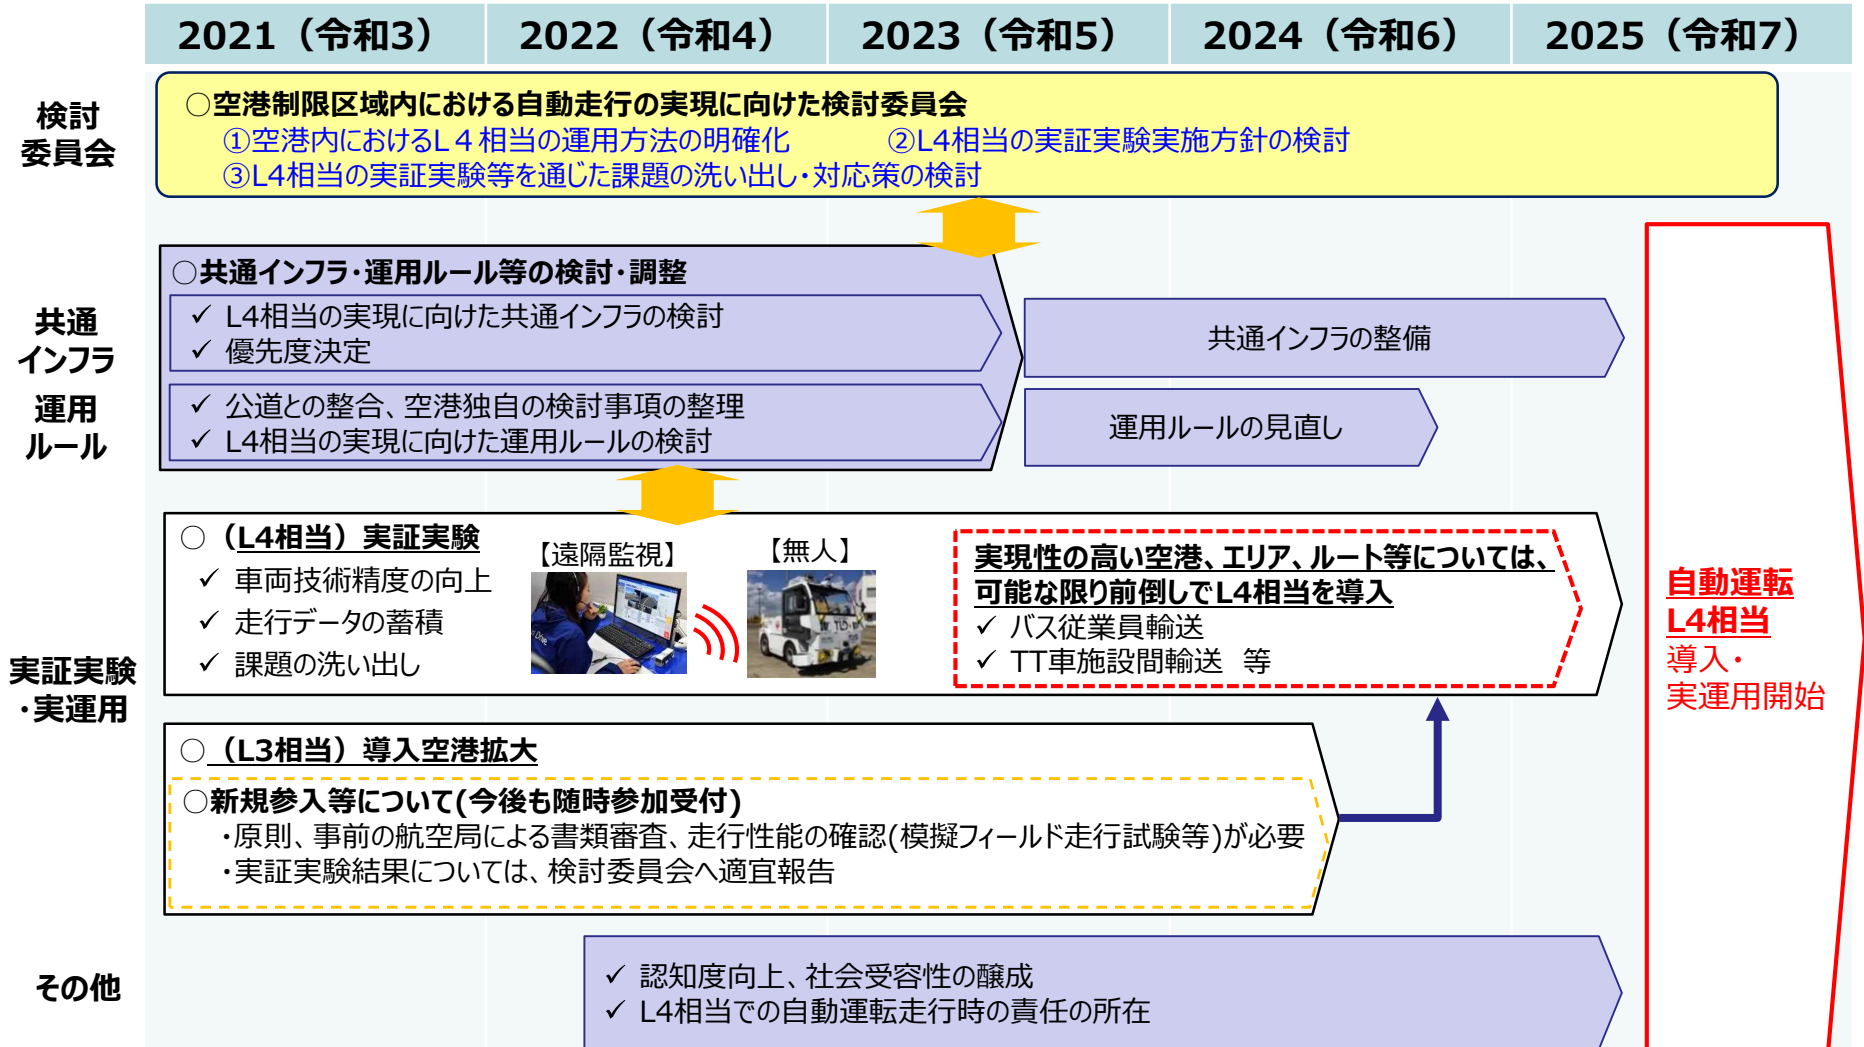 2021（令和3）
2022（令和4）
2023（令和5）
2024（令和6）
2025（令和7）
検討
委員会
○空港制限区域内における自動走行の実現に向けた検討委員会
①空港内におけるL４相当の運用方法の明確化
②L4相当の実証実験実施方針の検討
③L4相当の実証実験等を通じた課題の洗い出し・対応策の検討
共通
インフラ
運用
ルール
○共通インフラ・運用ルール等の検討・調整
✓ L4相当の実現に向けた共通インフラの検討
✓ 優先度決定
✓ 公道との整合、空港独自の検討事項の整理
✓ L4相当の実現に向けた運用ルールの検討
共通インフラの整備
運用ルールの見直し
実証実験
・実運用
○（L4相当）実証実験
✓ 車両技術精度の向上
✓ 走行データの蓄積
✓ 課題の洗い出し
【遠隔監視】
【無人】
実現性の高い空港、エリア、ルート等については、
可能な限り前倒しでL4相当を導入
✓ バス従業員輸送
✓ TT車施設間輸送 等
○（L3相当）導入空港拡大
○新規参入等について(今後も随時参加受付)
・原則、事前の航空局による書類審査、走行性能の確認(模擬フィールド走行試験等)が必要
・実証実験結果については、検討委員会へ適宜報告
自動運転
L4相当
導入・
実運用開始
その他
✓ 認知度向上、社会受容性の醸成
✓ L4相当での自動運転走行時の責任の所在